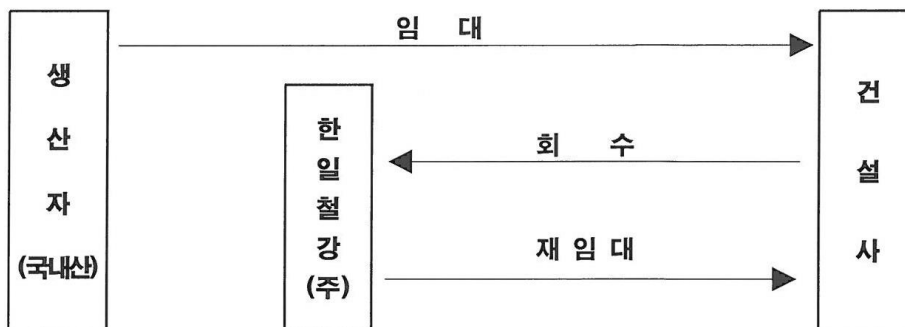 임 대
생산자
(국내산)
한일철강
(주)
회 수
재 임 대
건설사